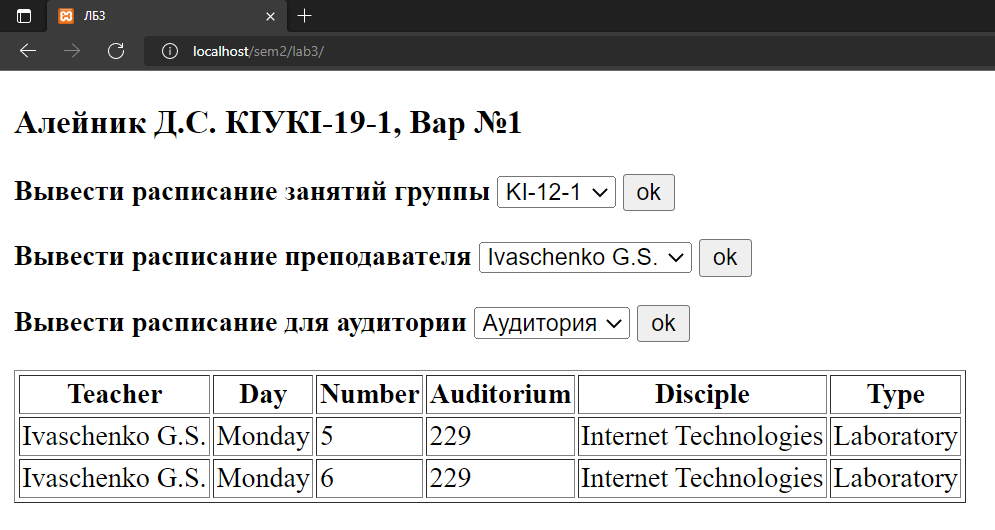 ЛБ3
localhost/sem2/lab3/
Алейник Д.С. КІУКІ-19-1, Вар №1
Вывести расписание занятий группы KI-12-1 ok
Вывести расписание преподавателя Ivaschenko G.S. ok
Вывести расписание для аудитории Аудитория ok
Teacher Day Number Auditorium Disciple Type
Ivaschenko G.S. Monday 5 229 Internet Technologies Laboratory
Ivaschenko G.S. Monday 6 229 Internet Technologies Laboratory